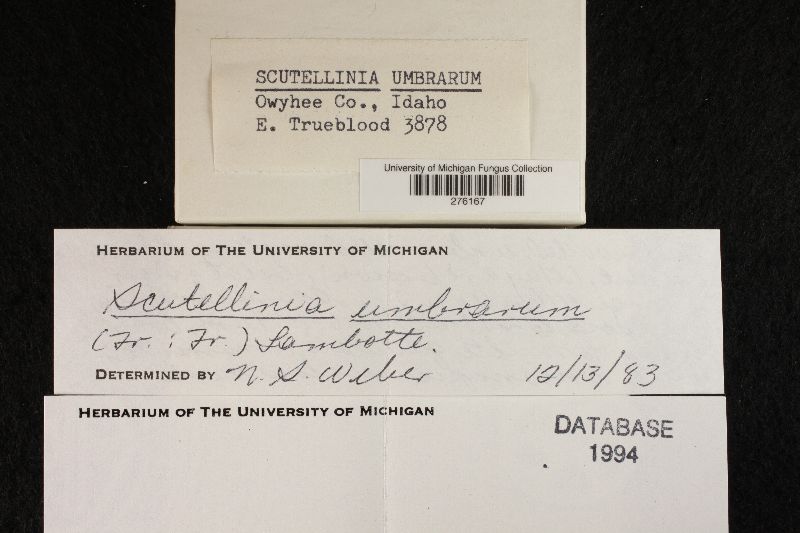 SCUTELLINIA UMBRARUM
Owyhee Co., Idaho
E. Trueblood 3878
University of Michigan Fungus Collection
276167
HERBARIUM OF THE UNIVERSITY OF MICHIGAN
Scutellinia umbrarum
(Fr. : Fr.) Lambotte.
DETERMINED BY N. S. Weber 12/13/83
HERBARIUM OF THE UNIVERSITY OF MICHIGAN
DATABASE
1994